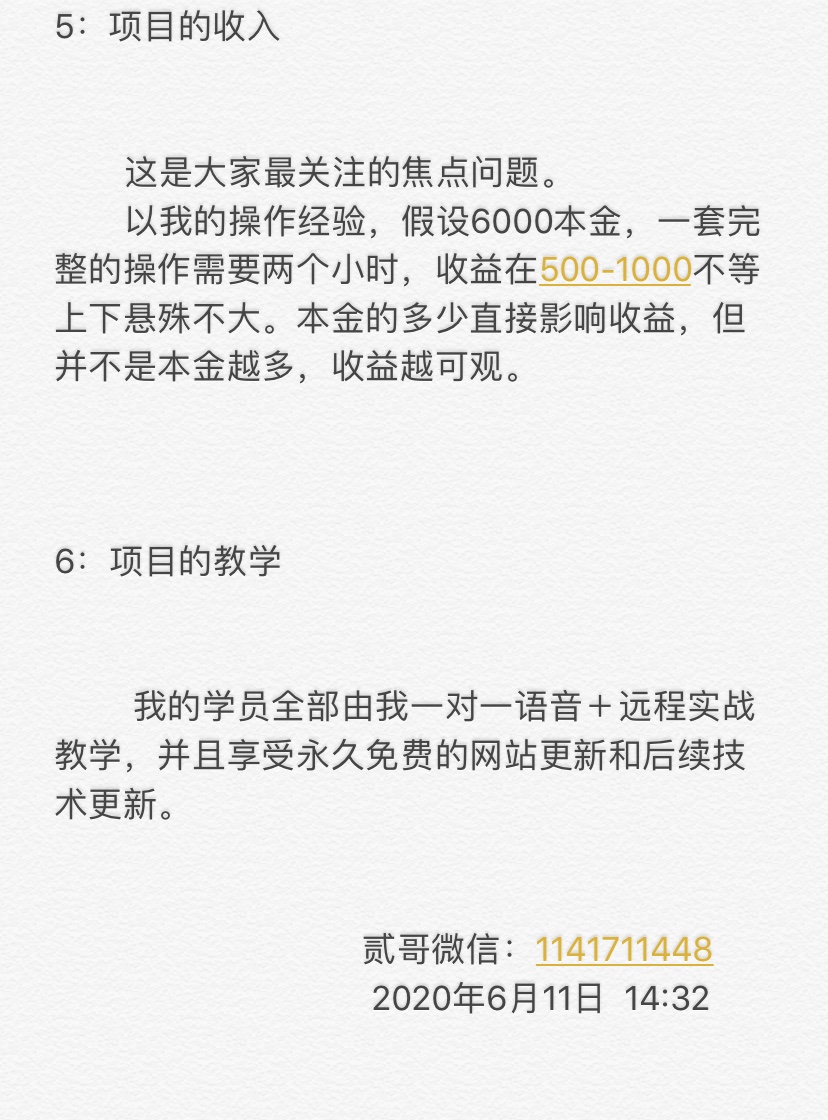 5：项目的收入
这是大家最关注的焦点问题。
以我的操作经验，假设6000本金，一套完
整的操作需要两个小时，收益在500-1000不等
上下悬殊不大。本金的多少直接影响收益，但
并不是本金越多，收益越可观。
6：项目的教学
我的学员全部由我一对一语音＋远程实战
教学，并且享受永久免费的网站更新和后续技
术更新。
贰哥微信：1141711448
2020年6月11日 14:32